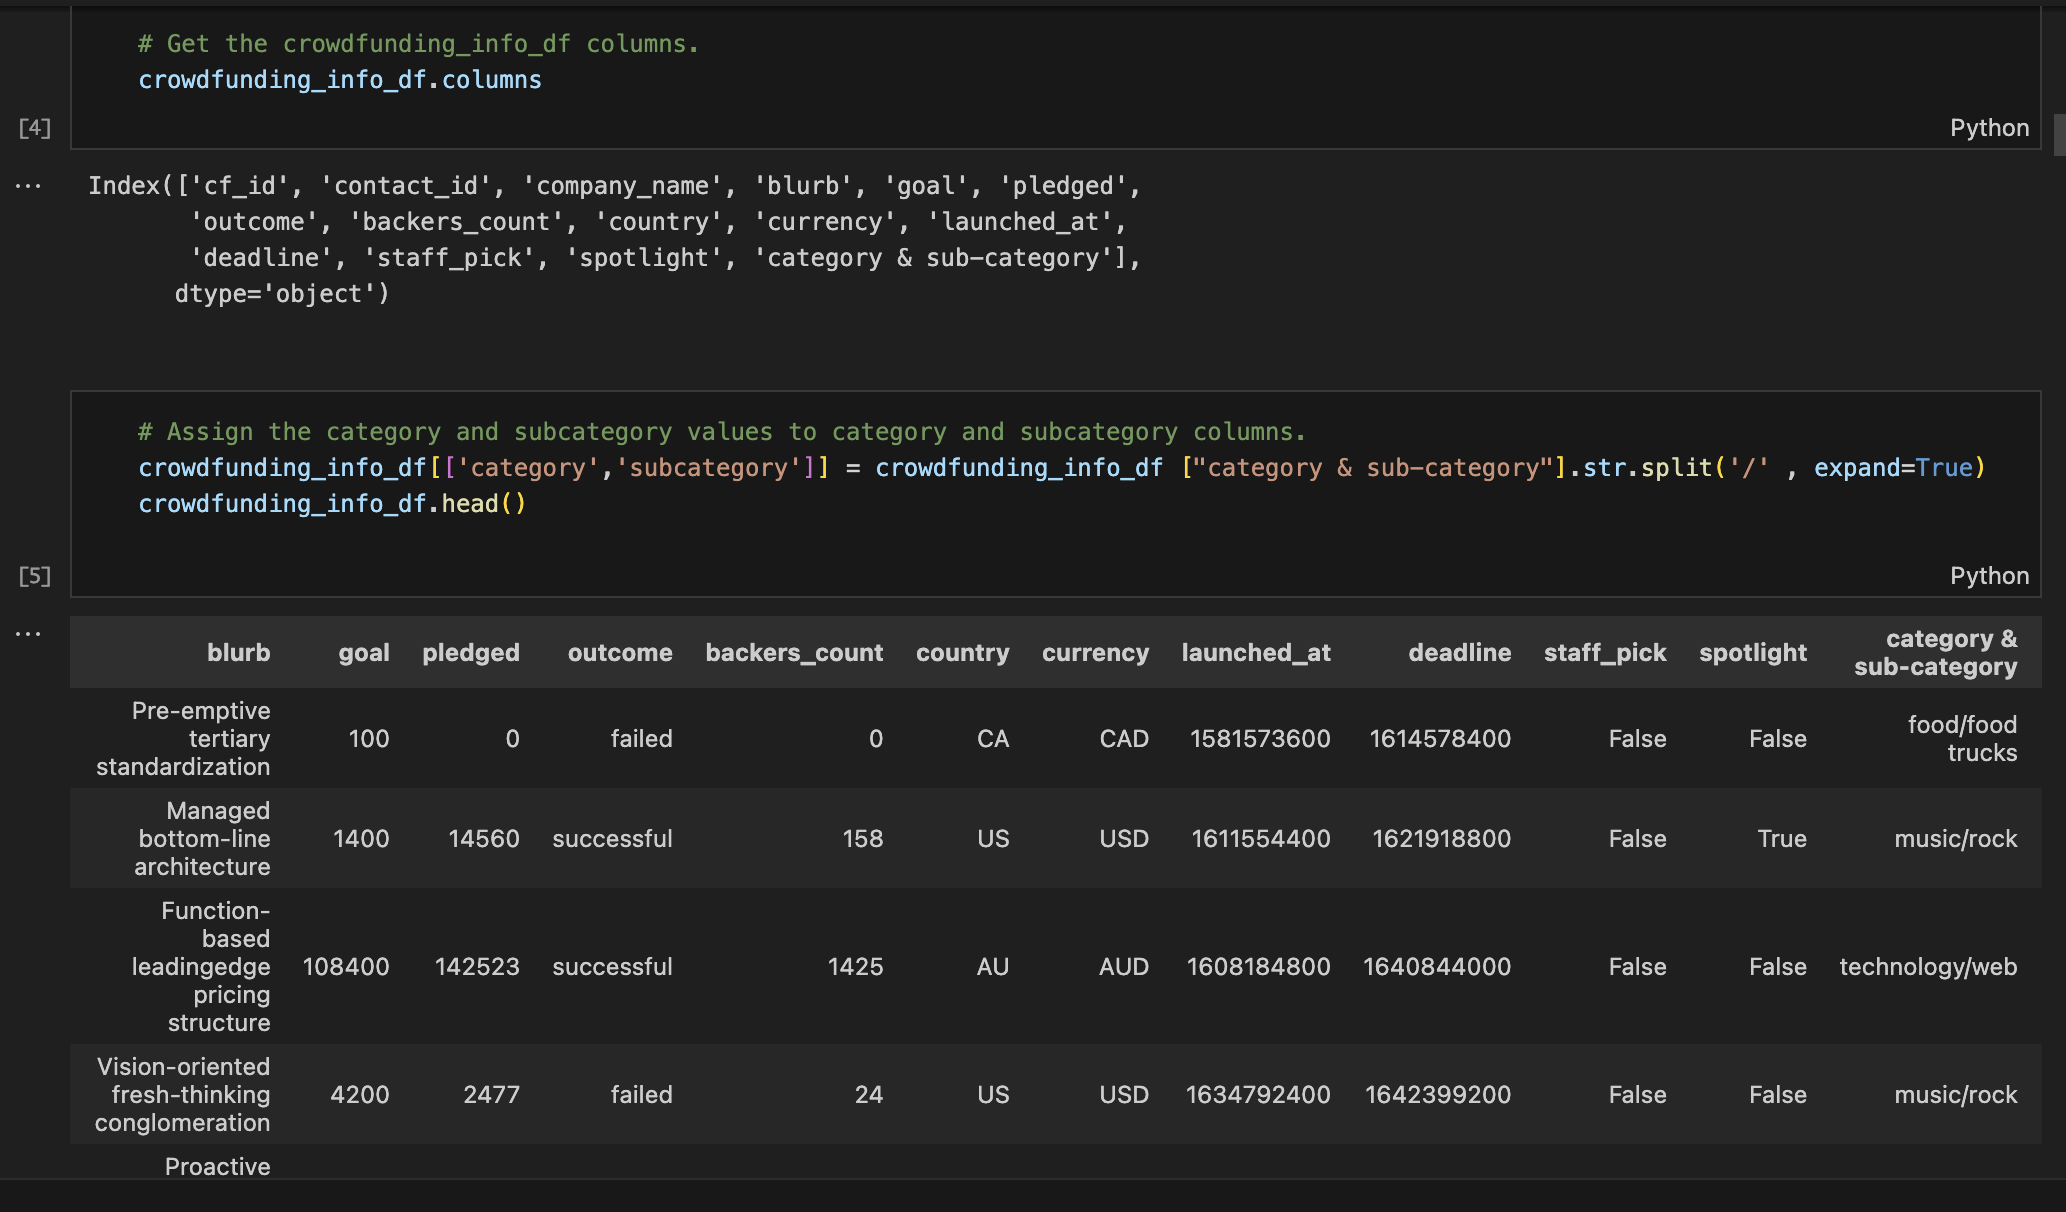 # Get the crowdfunding_info_df columns.
crowdfunding_info_df.columns
[4]
Python
...
Index(['cf_id', 'contact_id', 'company_name', 'blurb', 'goal', 'pledged',
'outcome', 'backers_count', 'country', 'currency', 'launched_at',
'deadline', 'staff_pick', 'spotlight', 'category & sub-category'],
dtype='object')
# Assign the category and subcategory values to category and subcategory columns.
crowdfunding_info_df[['category','subcategory']] = crowdfunding_info_df ["category & sub-category"].str.split('/' , expand=True)
crowdfunding_info_df.head()
[5]
Python
...
blurb goal pledged outcome backers_count country currency launched_at deadline staff_pick spotlight category &
sub-category
Pre-emptive
tertiary
standardization
100 0 failed 0 CA CAD 1581573600 1614578400 False False food/food
trucks
Managed
bottom-line
architecture
1400 14560 successful 158 US USD 1611554400 1621918800 False True music/rock
Function-
based
leadingedge
pricing
structure
108400 142523 successful 1425 AU AUD 1608184800 1640844000 False False technology/web
Vision-oriented
fresh-thinking
conglomeration
4200 2477 failed 24 US USD 1634792400 1642399200 False False music/rock
Proactive